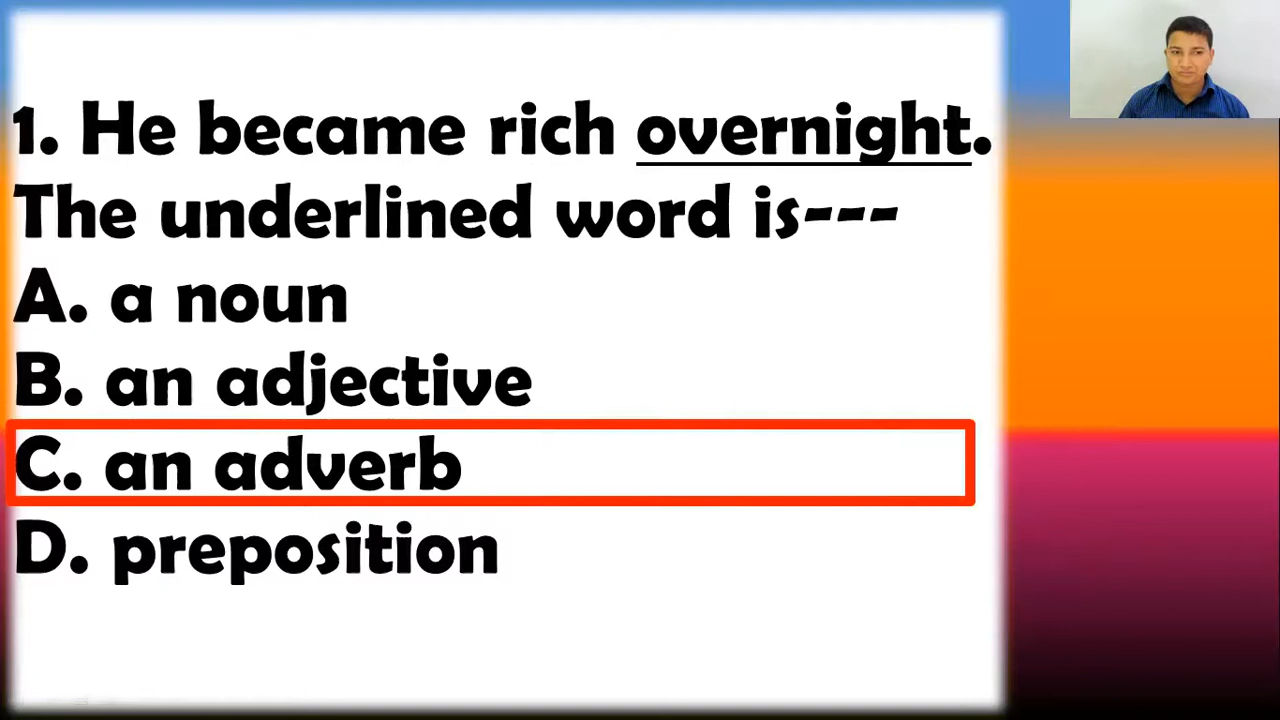 1. He became rich overnight.
The underlined word is---
A. a noun
B. an adjective
C. an adverb
D. preposition